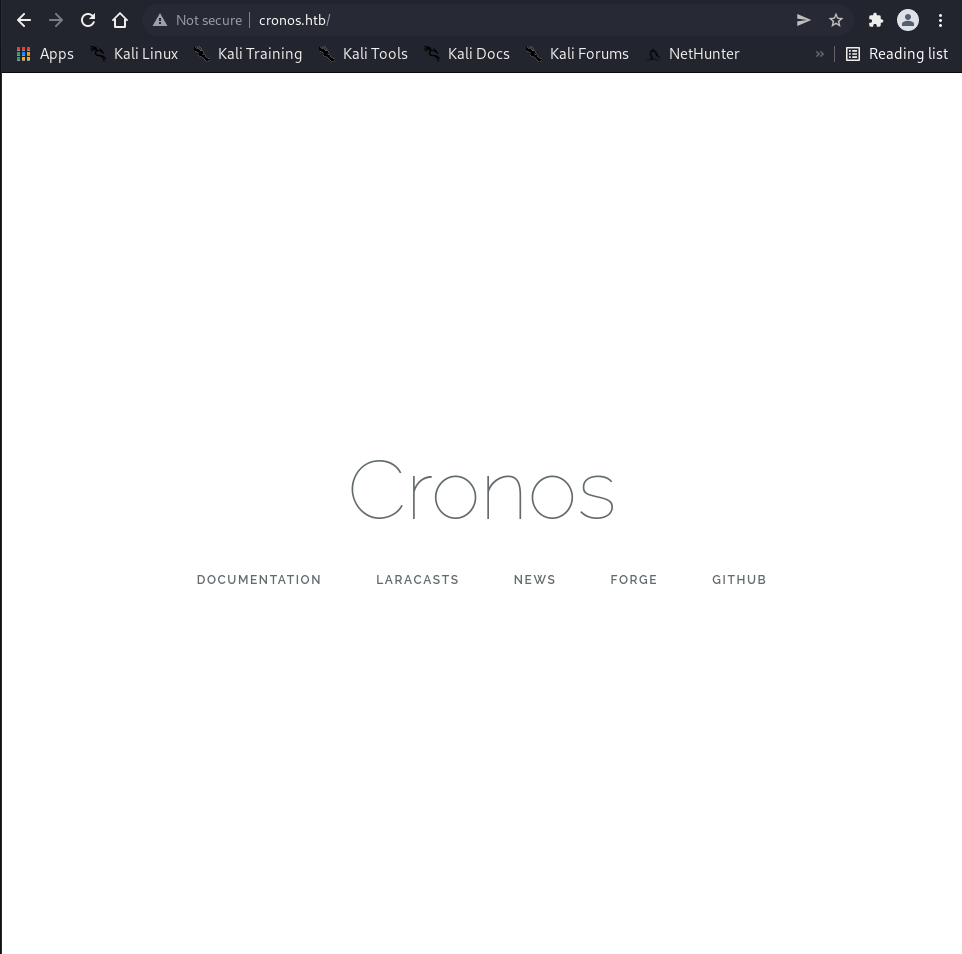 Not secure cronos.htb/
Apps Kali Linux Kali Training Kali Tools Kali Docs Kali Forums NetHunter » Reading list
Cronos
DOCUMENTATION LARACASTS NEWS FORGE GITHUB